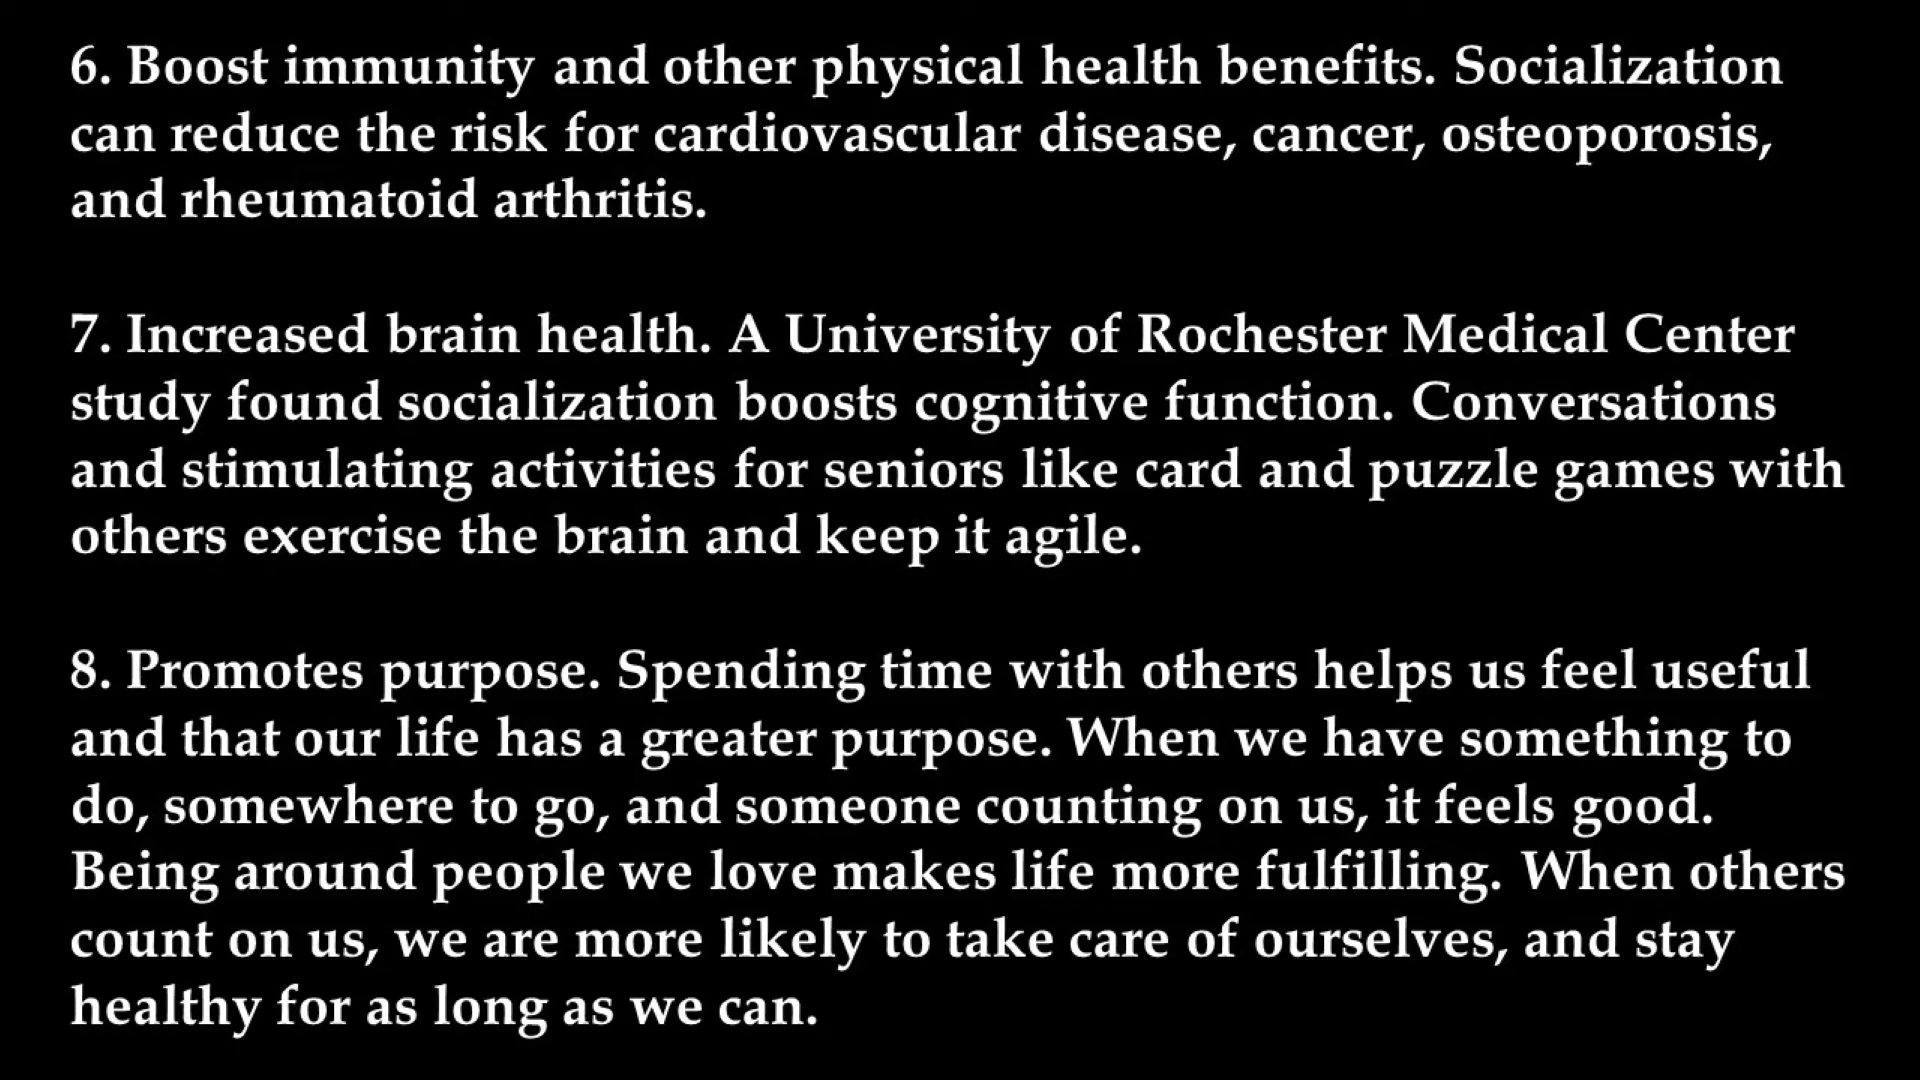 6. Boost immunity and other physical health benefits. Socialization
can reduce the risk for cardiovascular disease, cancer, osteoporosis,
and rheumatoid arthritis.
7. Increased brain health. A University of Rochester Medical Center
study found socialization boosts cognitive function. Conversations
and stimulating activities for seniors like card and puzzle games with
others exercise the brain and keep it agile.
8. Promotes purpose. Spending time with others helps us feel useful
and that our life has a greater purpose. When we have something to
do, somewhere to go, and someone counting on us, it feels good.
Being around people we love makes life more fulfilling. When others
count on us, we are more likely to take care of ourselves, and stay
healthy for as long as we can.